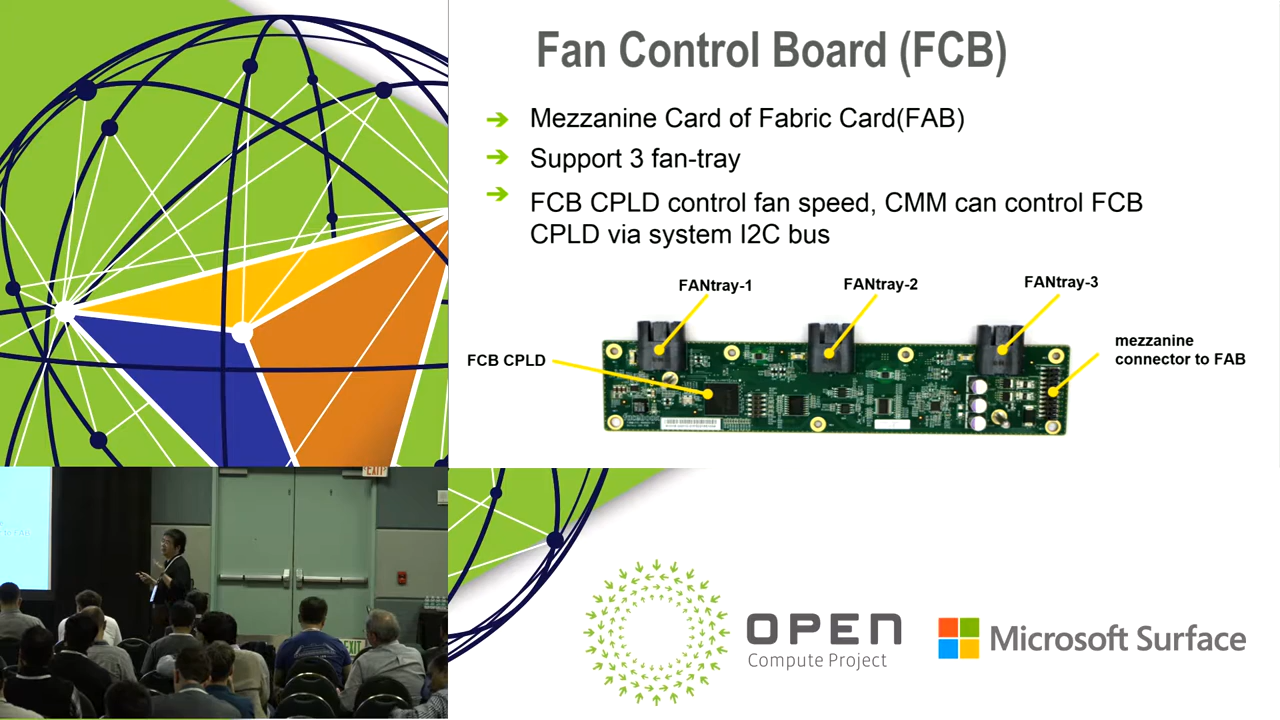 Fan Control Board (FCB)
Mezzanine Card of Fabric Card(FAB)
Support 3 fan-tray
FCB CPLD control fan speed, CMM can control FCB
CPLD via system I2C bus
FANtray-1
FANtray-2
FANtray-3
FCB CPLD
mezzanine
connector to FAB
EXIT
EXIT
OPEN
Compute Project
Microsoft Surface